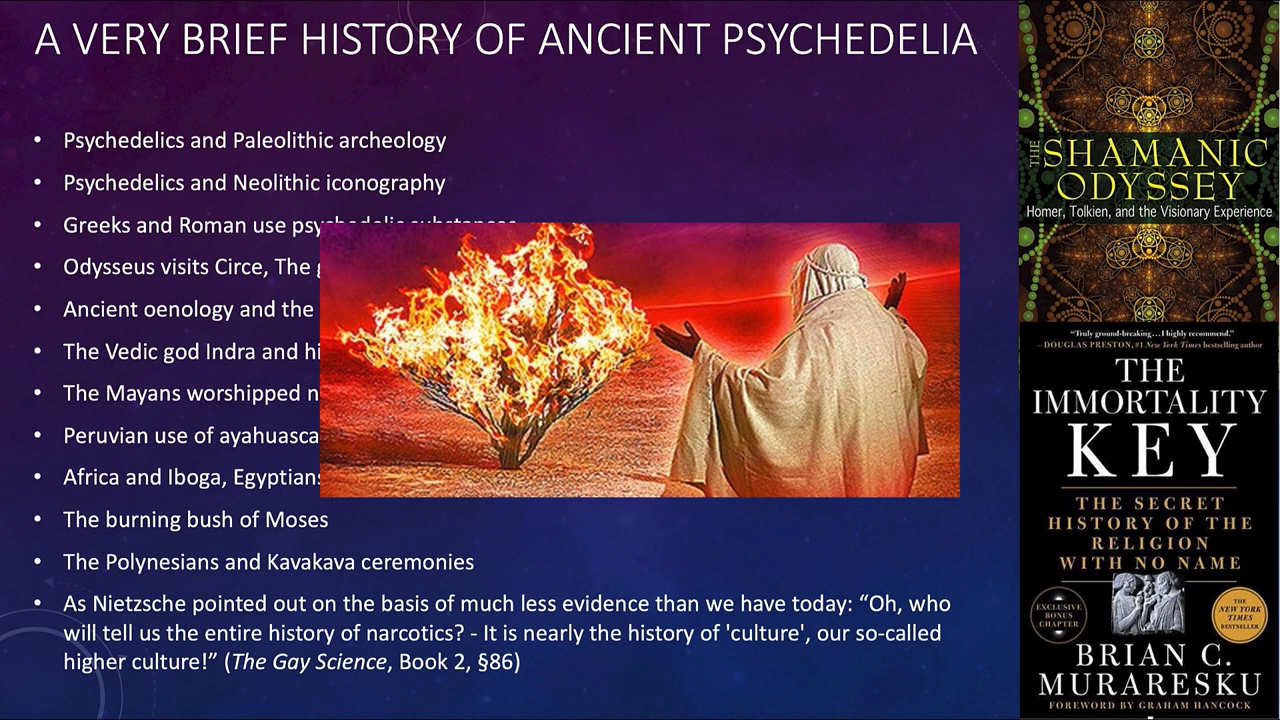 A VERY BRIEF HISTORY OF ANCIENT PSYCHEDELIA
• Psychedelics and Paleolithic archeology
• Psychedelics and Neolithic iconography
• Greeks and Roman use psychedelic substances
• Odysseus visits Circe, The
• Ancient oenology and the
• The Vedic god Indra and
• The Mayans worshipped
• Peruvian use of ayahuasca
• Africa and Iboga, Egyptians
• The burning bush of Moses
• The Polynesians and Kavakava ceremonies
• As Nietzsche pointed out on the basis of much less evidence than we have today: “Oh, who
will tell us the entire history of narcotics? - It is nearly the history of 'culture', our so-called
higher culture!” (The Gay Science, Book 2, §86)
THE SHAMANIC
ODYSSEY
Homer, Tolkien, and the Visionary Experience
“Truly ground-breaking...I highly recommend.”
— DOUGLAS PRESTON, #1 New York Times bestselling author
THE
IMMORTALITY
KEY
THE SECRET
HISTORY OF THE
RELIGION
WITH NO NAME
EXCLUSIVE
BONUS
CHAPTER
THE
NEW YORK
TIMES
BESTSELLER
BRIAN C.
MURARESKU
FOREWORD BY GRAHAM HANCOCK